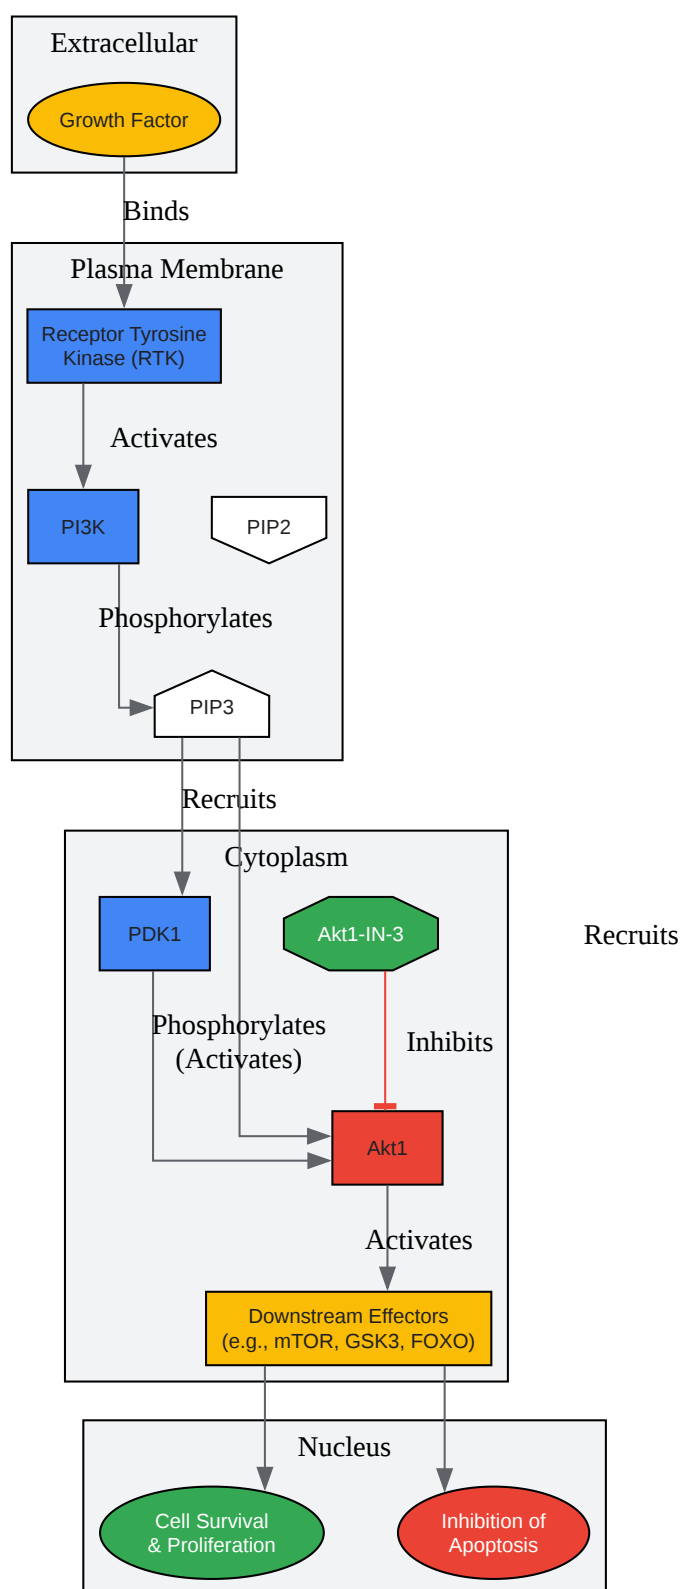 Extracellular
Growth Factor
Binds
Plasma Membrane
Receptor Tyrosine
Kinase (RTK)
Activates
PI3K
PIP2
Phosphorylates
PIP3
Recruits
Cytoplasm
PDK1
Akt1-IN-3
Recruits
Phosphorylates
(Activates)
Inhibits
Akt1
Activates
Downstream Effectors
(e.g., mTOR, GSK3, FOXO)
Nucleus
Cell Survival
& Proliferation
Inhibition of
Apoptosis